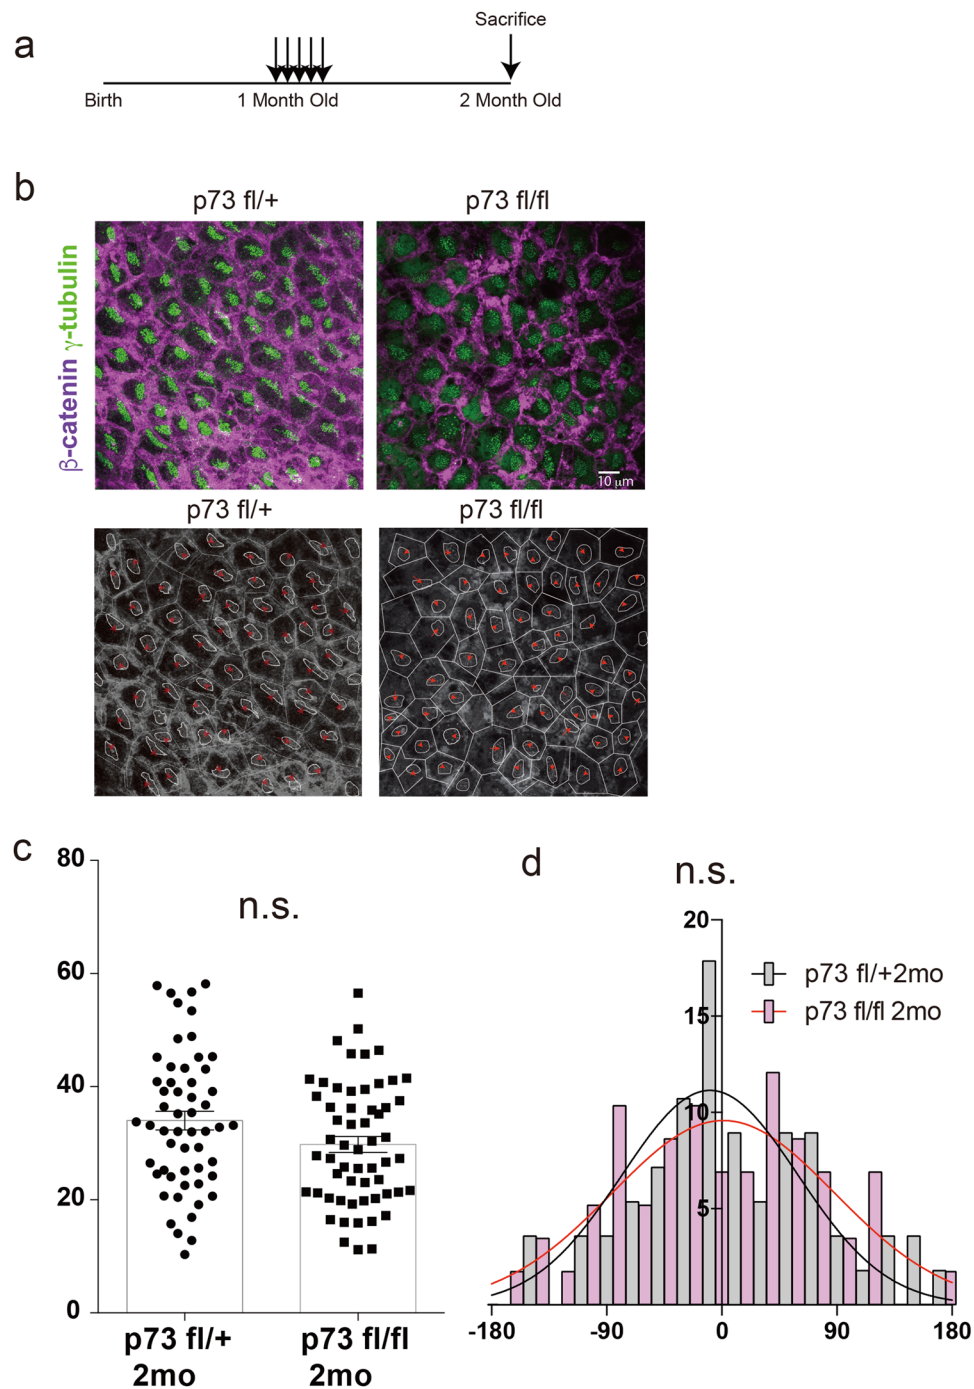 a
Sacrifice
Birth
1 Month Old
2 Month Old
b
p73 fl/+
p73 fl/fl
β-catenin γ-tubulin
10 μm
p73 fl/+
p73 fl/fl
c
80
60
40
20
0
n.s.
p73 fl/+
2mo
p73 fl/fl
2mo
d
n.s.
20
15
10
5
p73 fl/+2mo
p73 fl/fl 2mo
-180
-90
0
90
180